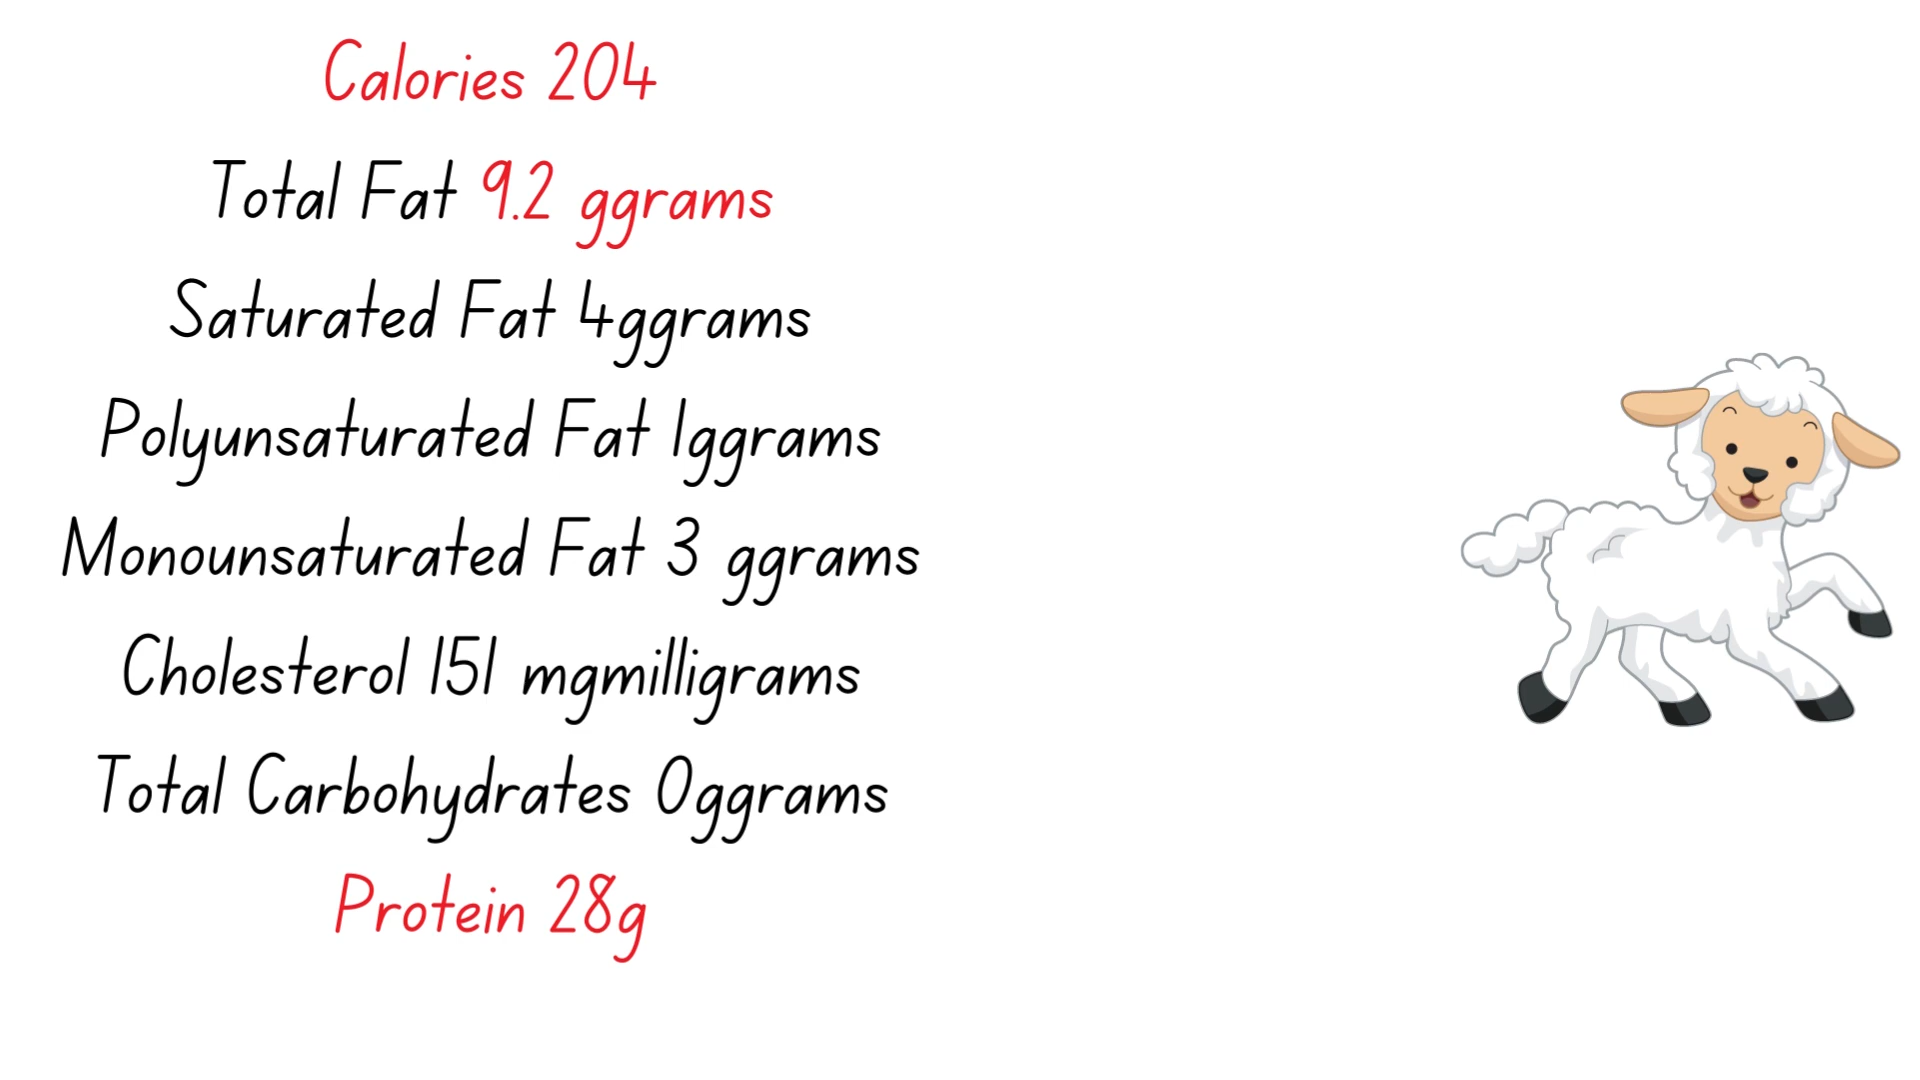 Calories 204
Total Fat 9.2 ggrams
Saturated Fat 4ggrams
Polyunsaturated Fat 1ggrams
Monounsaturated Fat 3 ggrams
Cholesterol 151 mgmilligrams
Total Carbohydrates 0ggrams
Protein 28g